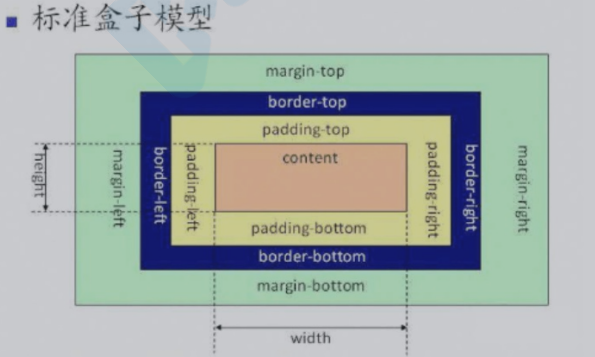 标准盒子模型
margin-top
border-top
padding-top
content
height
margin-left
border-left
padding-left
padding-right
border-right
margin-right
padding-bottom
border-bottom
margin-bottom
width